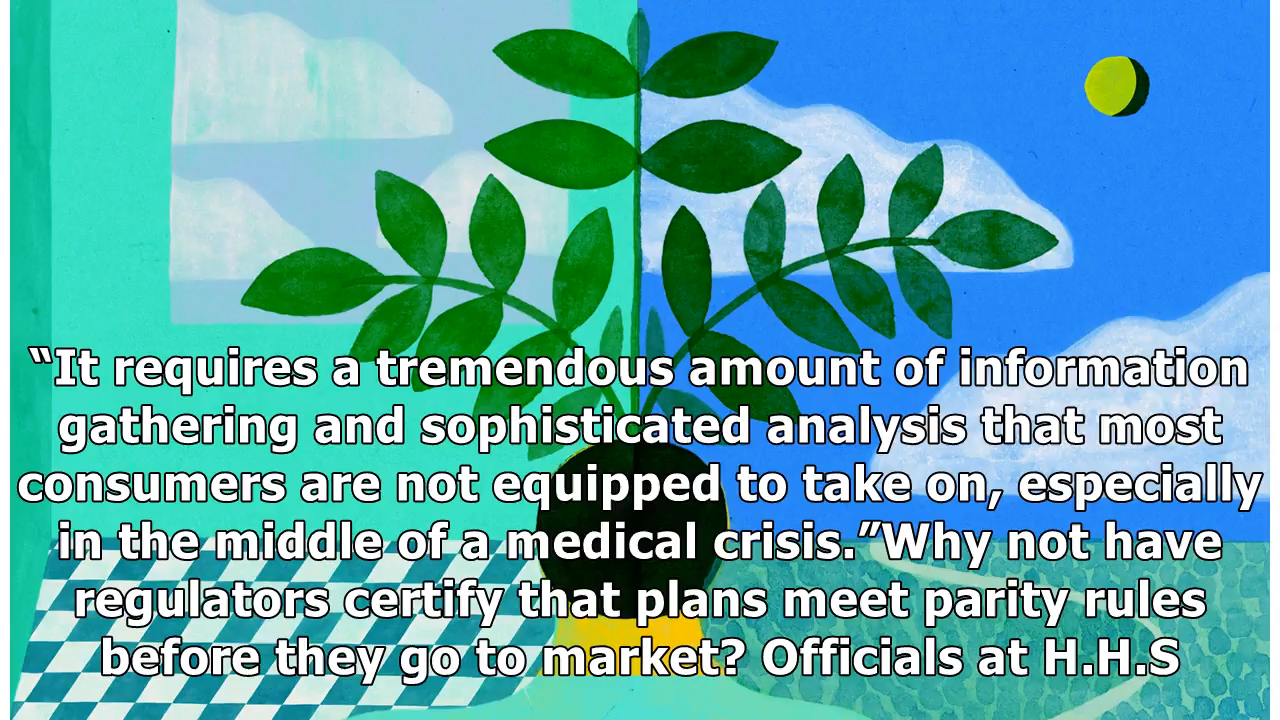 “It requires a tremendous amount of information
gathering and sophisticated analysis that most
consumers are not equipped to take on, especially
in the middle of a medical crisis.”Why not have
regulators certify that plans meet parity rules
before they go to market? Officials at H.H.S